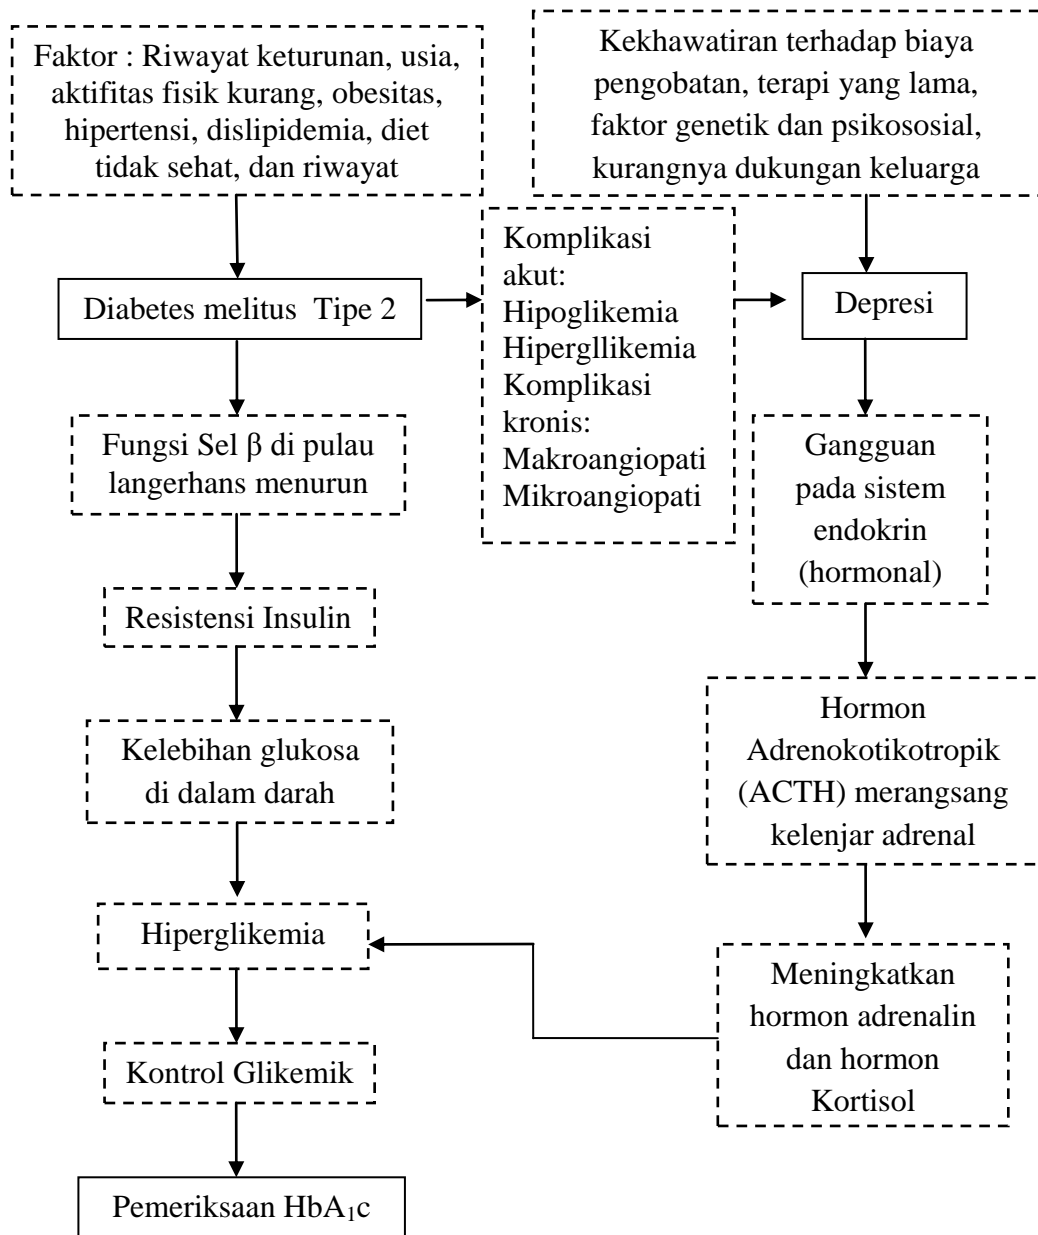 Faktor : Riwayat keturunan, usia,
aktifitas fisik kurang, obesitas,
hipertensi, dislipidemia, diet
tidak sehat, dan riwayat
Kekhawatiran terhadap biaya
pengobatan, terapi yang lama,
faktor genetik dan psikososial,
kurangnya dukungan keluarga
Diabetes melitus Tipe 2
Komplikasi
akut:
Hipoglikemia
Hipergllikemia
Komplikasi
kronis:
Makroangiopati
Mikroangiopati
Depresi
Fungsi Sel β di pulau
langerhans menurun
Gangguan
pada sistem
endokrin
(hormonal)
Resistensi Insulin
Kelebihan glukosa
di dalam darah
Hormon
Adrenokotikotropik
(ACTH) merangsang
kelenjar adrenal
Hiperglikemia
Meningkatkan
hormon adrenalin
dan hormon
Kortisol
Kontrol Glikemik
Pemeriksaan HbA₁c